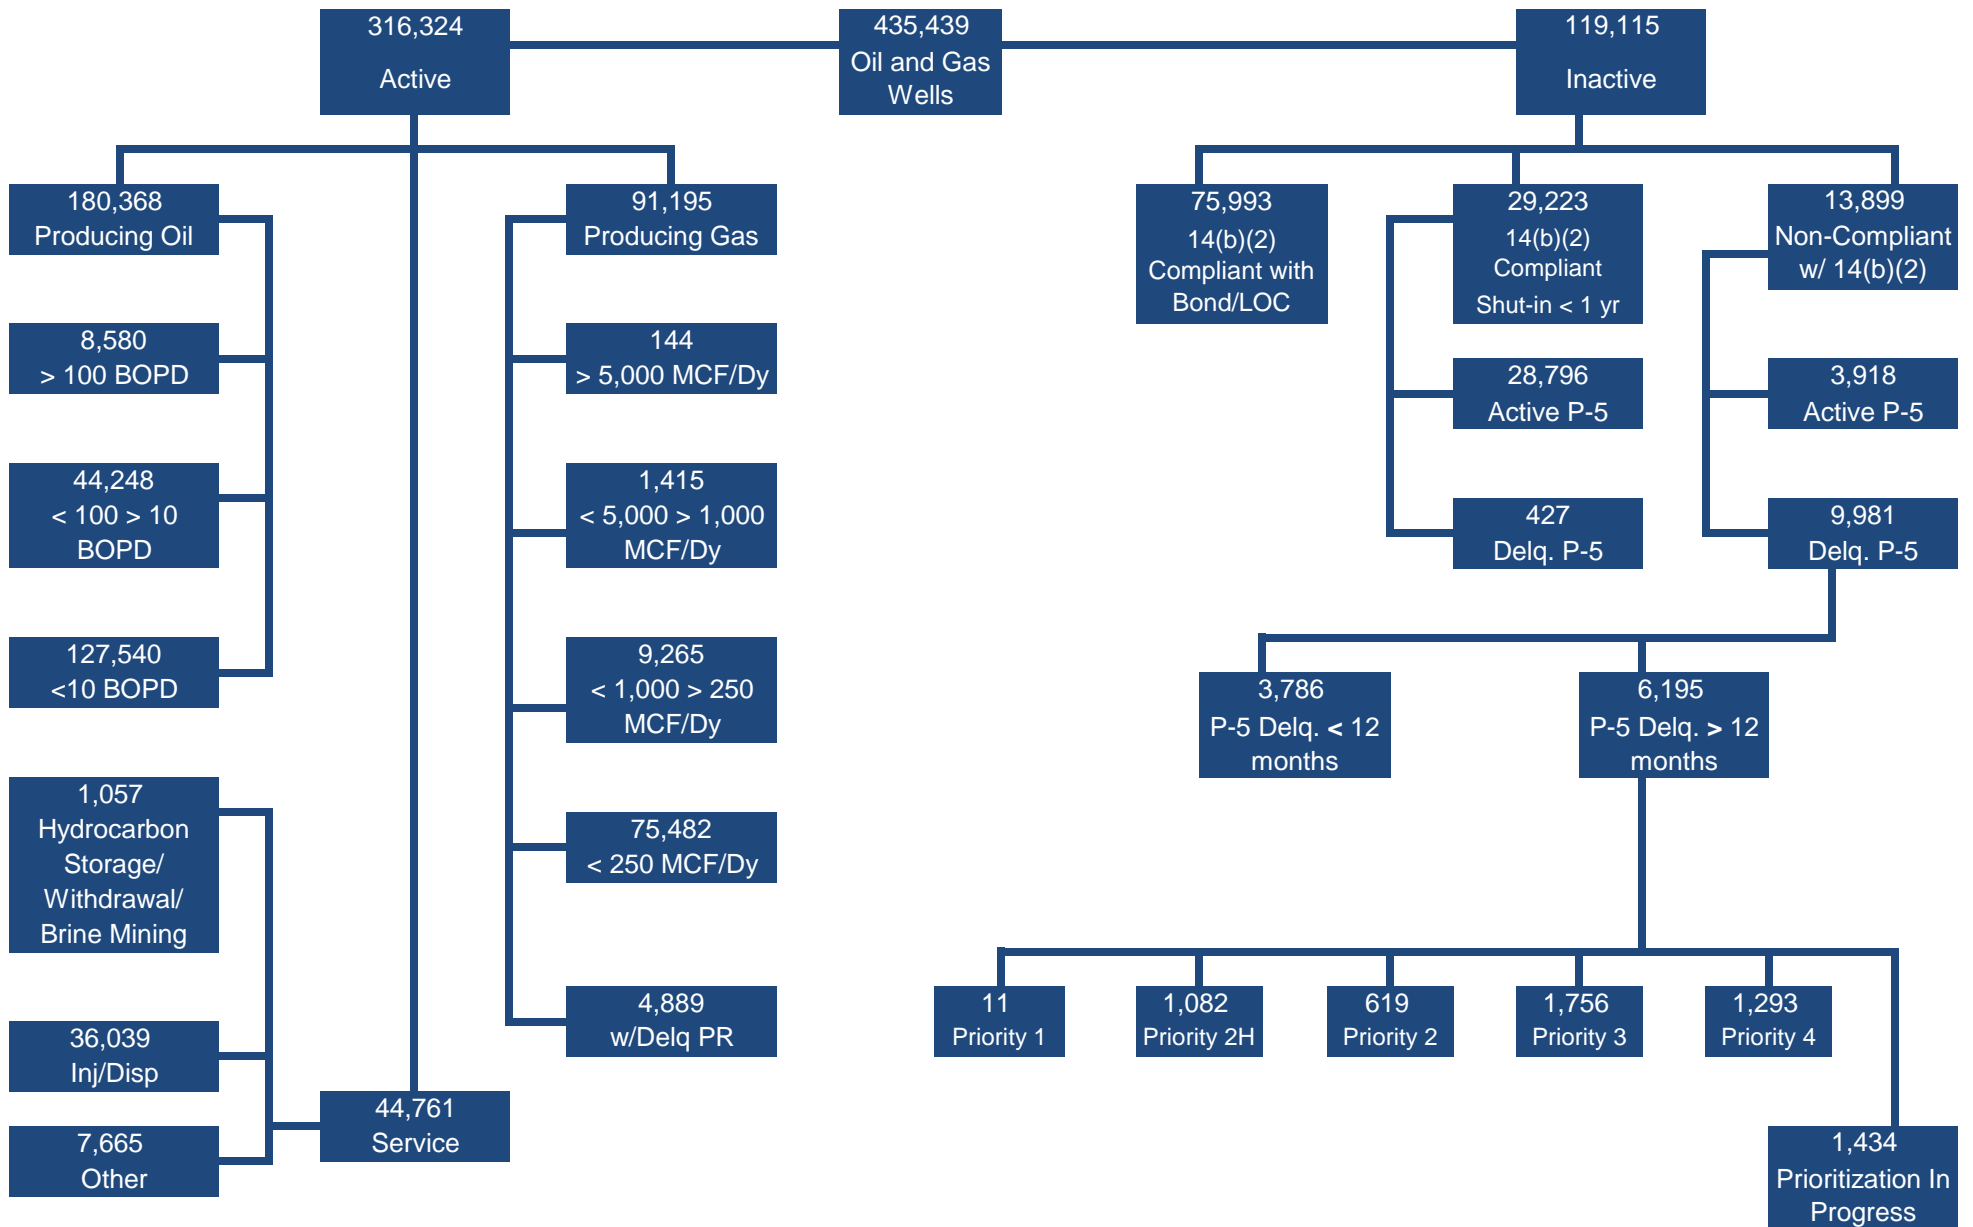 316,324
Active
435,439
Oil and Gas
Wells
119,115
Inactive
180,368
Producing Oil
91,195
Producing Gas
75,993
14(b)(2)
Compliant with
Bond/LOC
29,223
14(b)(2)
Compliant
Shut-in < 1 yr
13,899
Non-Compliant
w/ 14(b)(2)
8,580
> 100 BOPD
144
> 5,000 MCF/Dy
28,796
Active P-5
3,918
Active P-5
44,248
< 100 > 10
BOPD
1,415
< 5,000 > 1,000
MCF/Dy
427
Delq. P-5
9,981
Delq. P-5
127,540
<10 BOPD
9,265
< 1,000 > 250
MCF/Dy
3,786
P-5 Delq. < 12
months
6,195
P-5 Delq. > 12
months
1,057
Hydrocarbon
Storage/
Withdrawal/
Brine Mining
75,482
< 250 MCF/Dy
36,039
Inj/Disp
4,889
w/Delq PR
11
Priority 1
1,082
Priority 2H
619
Priority 2
1,756
Priority 3
1,293
Priority 4
7,665
Other
44,761
Service
1,434
Prioritization In
Progress